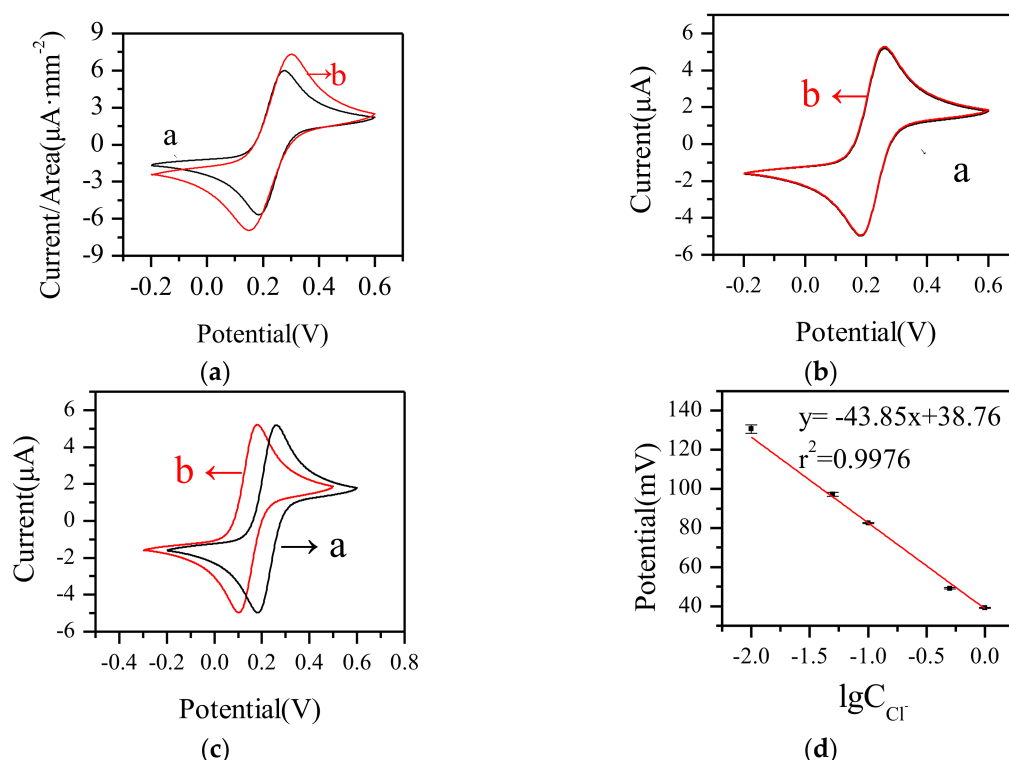 Current/Area(μA·mm⁻²)
9
6
3
0
-3
-6
-9
a
b
-0.2 0.0 0.2 0.4 0.6
Potential(V)
(a)
Current(μA)
6
4
2
0
-2
-4
-6
b
a
-0.2 0.0 0.2 0.4 0.6
Potential(V)
(b)
Current(μA)
6
4
2
0
-2
-4
-6
b
a
-0.4 -0.2 0.0 0.2 0.4 0.6 0.8
Potential(V)
(c)
Potential(mV)
140
120
100
80
60
40
y= -43.85x+38.76
r²=0.9976
-2.0 -1.5 -1.0 -0.5 0.0
lgC_Cl⁻
(d)